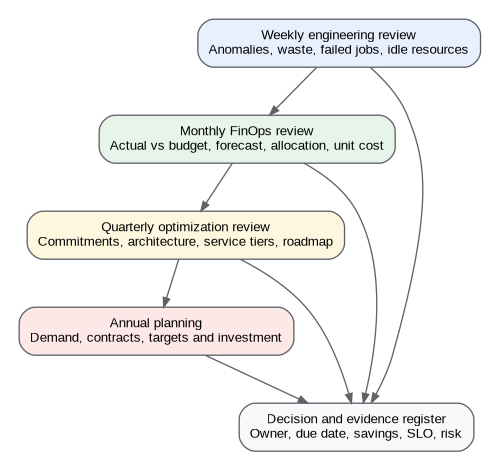 Weekly engineering review
Anomalies, waste, failed jobs, idle resources
Monthly FinOps review
Actual vs budget, forecast, allocation, unit cost
Quarterly optimization review
Commitments, architecture, service tiers, roadmap
Annual planning
Demand, contracts, targets and investment
Decision and evidence register
Owner, due date, savings, SLO, risk